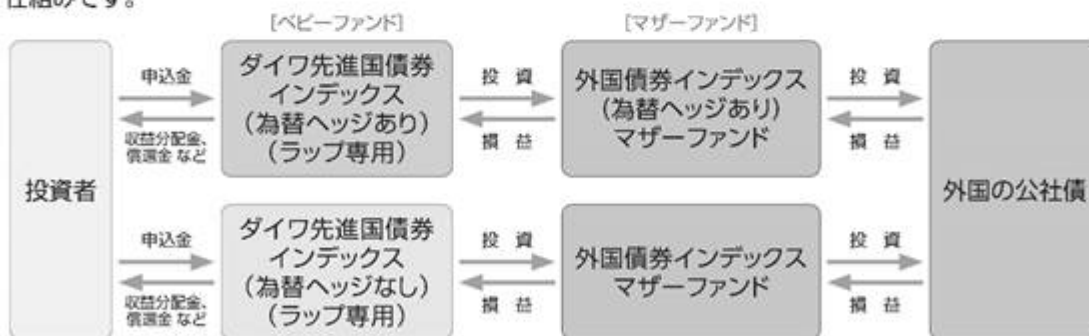 仕組みです。
[ベビーファンド]
[マザーファンド]
投資者
申込金
収益分配金、
償還金 など
ダイワ先進国債券
インデックス
（為替ヘッジあり）
（ラップ専用）
投 資
損 益
外国債券インデックス
（為替ヘッジあり）
マザーファンド
投 資
損 益
外国の公社債
申込金
収益分配金、
償還金 など
ダイワ先進国債券
インデックス
（為替ヘッジなし）
（ラップ専用）
投 資
損 益
外国債券インデックス
マザーファンド
投 資
損 益